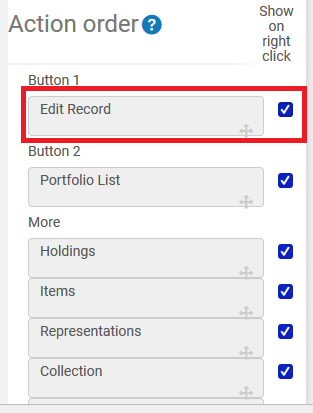 Action order ?
Show
on
right
click
Button 1
Edit Record
Button 2
Portfolio List
More
Holdings
Items
Representations
Collection